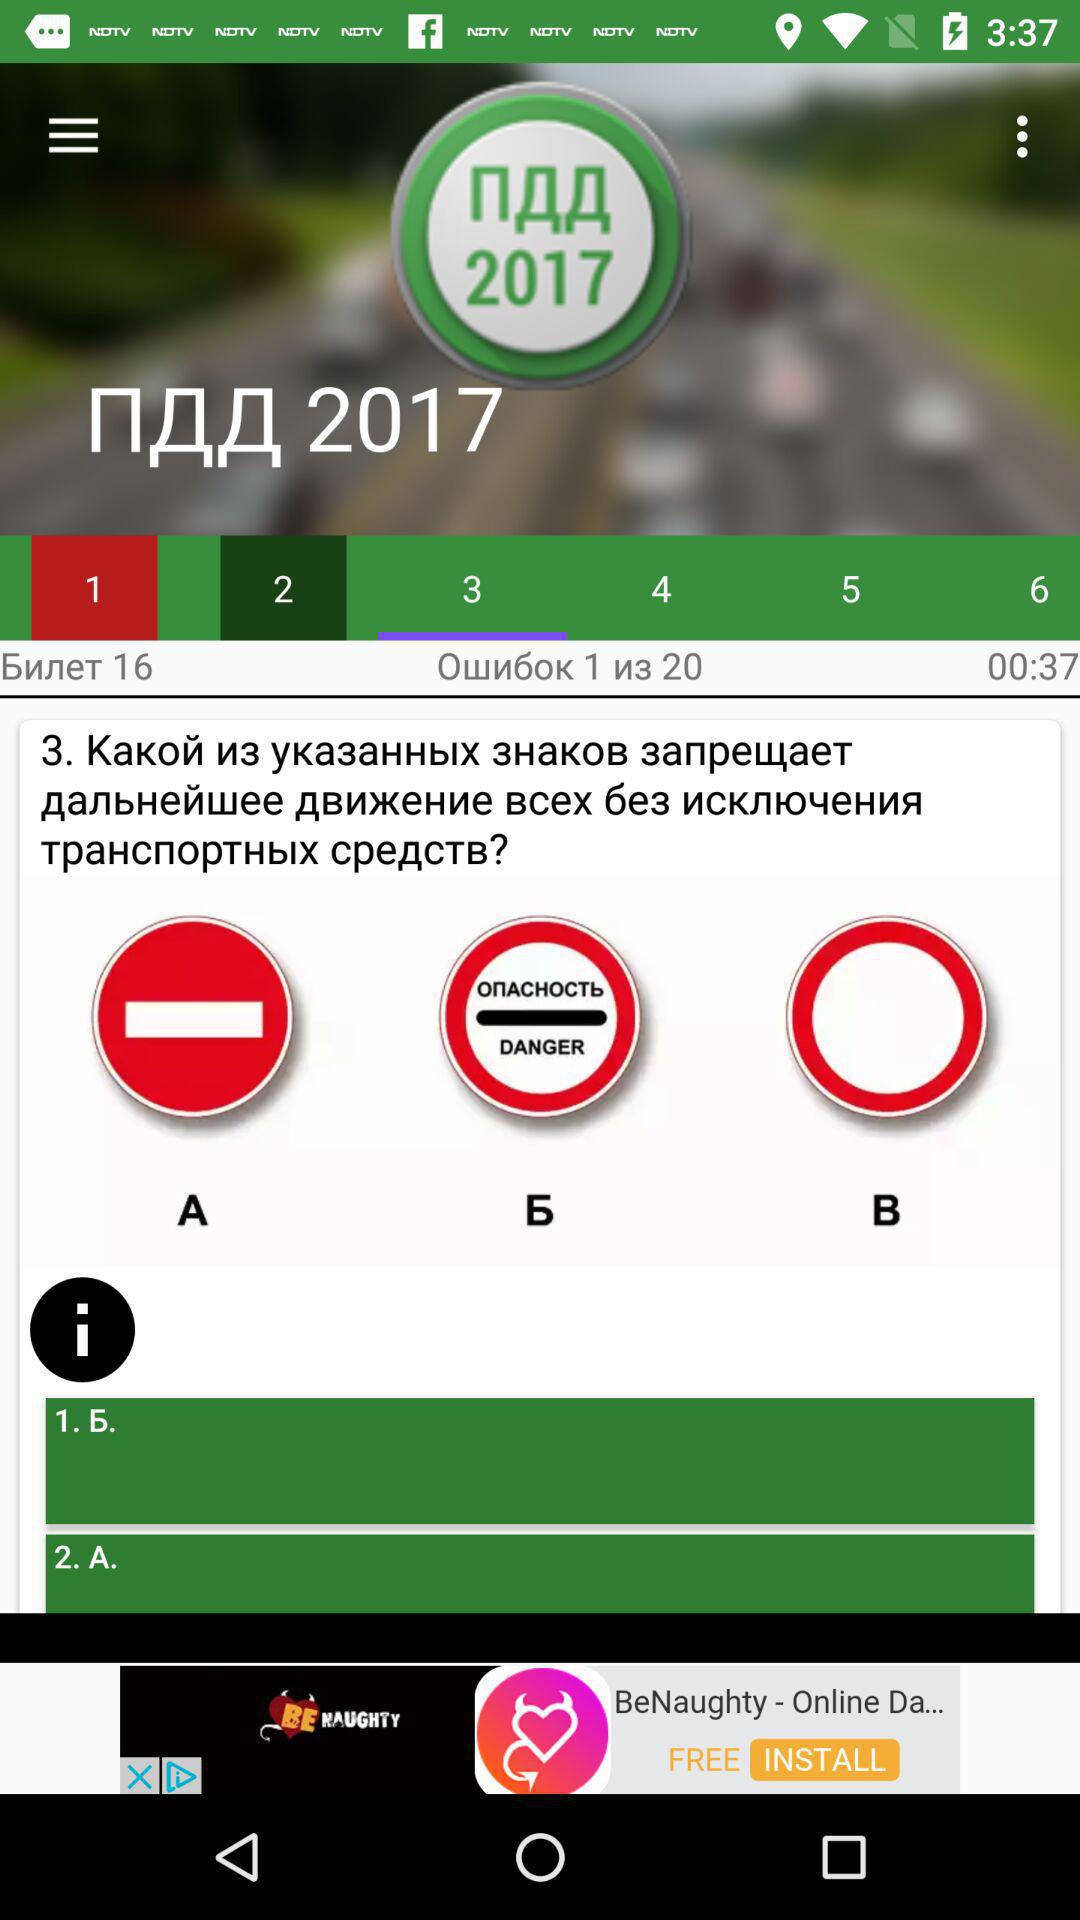 NDTV NDTV NDTV NDTV NDTV NDTV NDTV NDTV NDTV 3:37
ПДД
2017
ПДД 2017
1 2 3 4 5 6
Билет 16 Ошибок 1 из 20 00:37
3. Какой из указанных знаков запрещает
дальнейшее движение всех без исключения
транспортных средств?
ОПАСНОСТЬ
DANGER
А Б В
1. Б.
2. А.
BE NAUGHTY
BeNaughty - Online Da...
FREE INSTALL